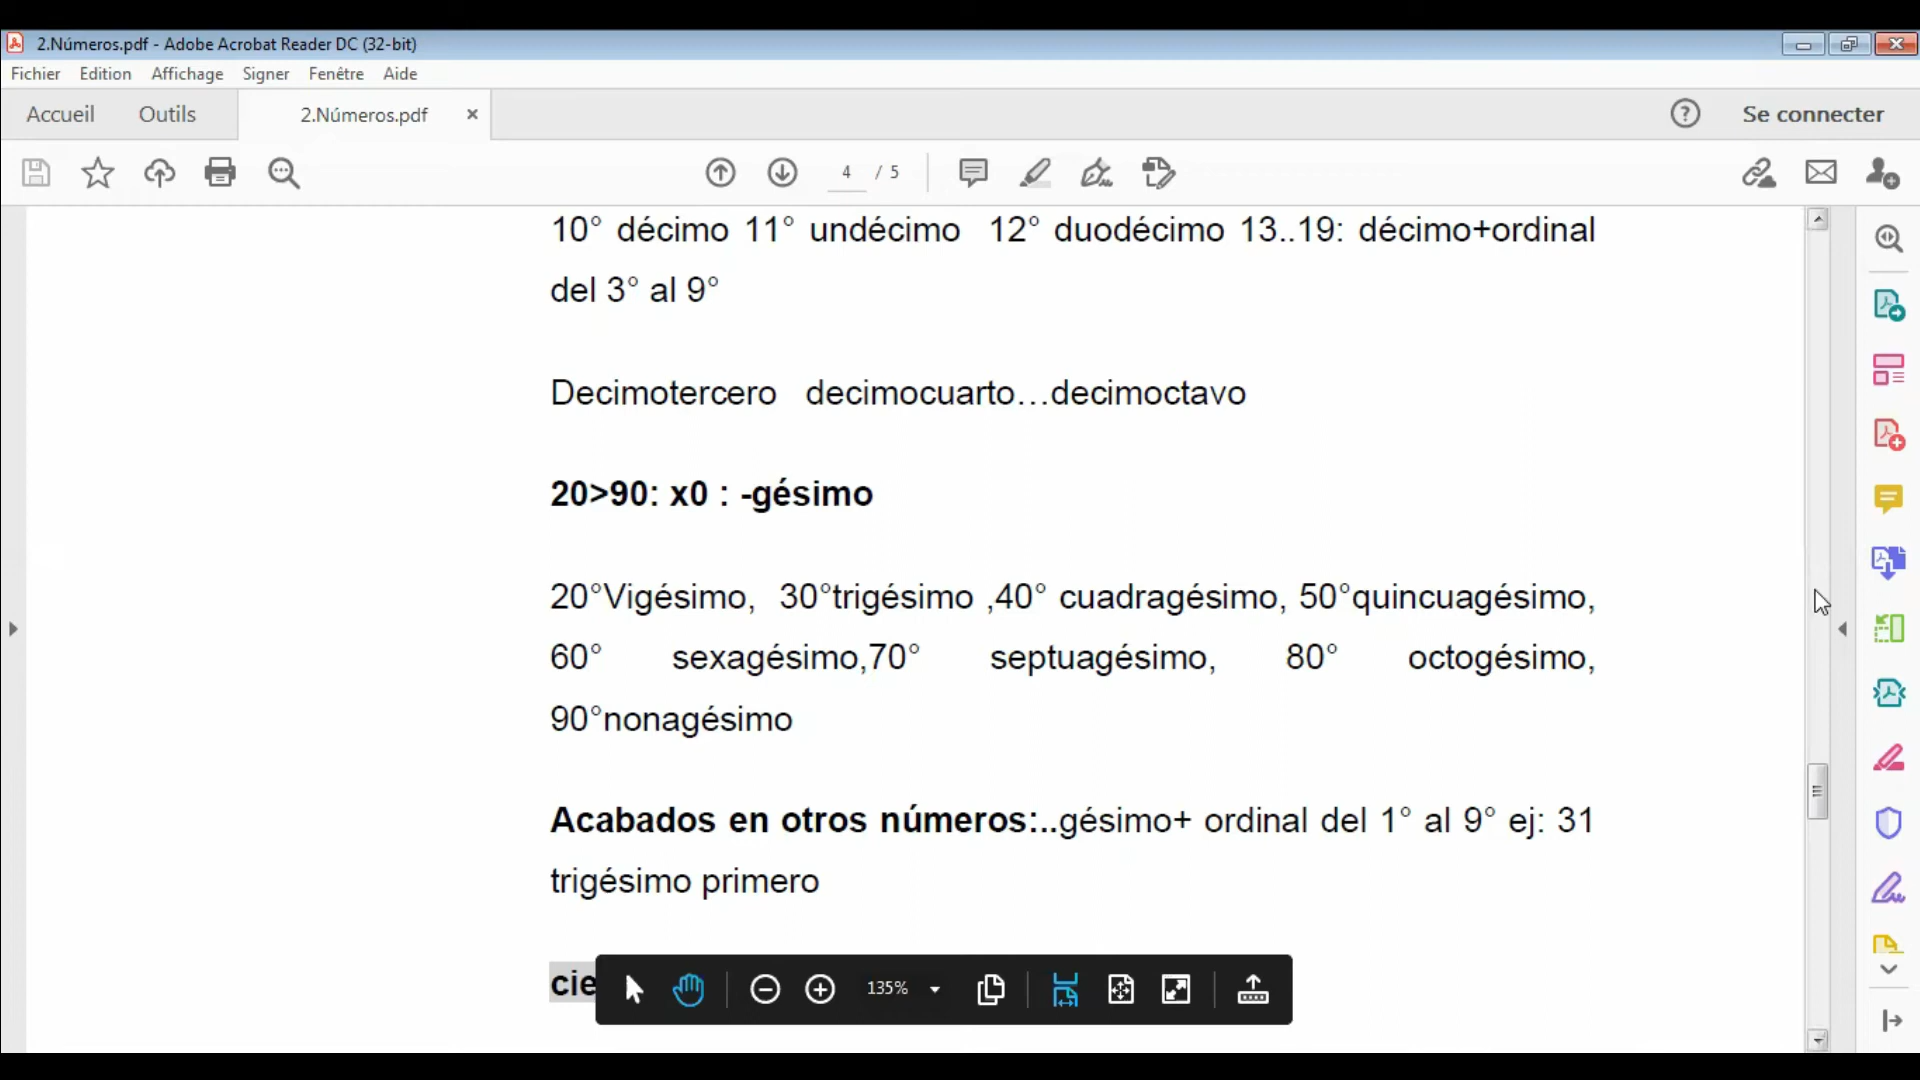 2.Números.pdf - Adobe Acrobat Reader DC (32-bit)
Fichier Edition Affichage Signer Fenêtre Aide
Accueil Outils 2.Números.pdf × ? Se connecter
4 / 5
10° décimo 11° undécimo 12° duodécimo 13..19: décimo+ordinal
del 3° al 9°
Decimotercero decimocuarto…decimoctavo
20>90: x0 : -gésimo
20°Vigésimo, 30°trigésimo ,40° cuadragésimo, 50°quincuagésimo,
60° sexagésimo,70° septuagésimo, 80° octogésimo,
90°nonagésimo
Acabados en otros números:..gésimo+ ordinal del 1° al 9° ej: 31
trigésimo primero
cie
135%